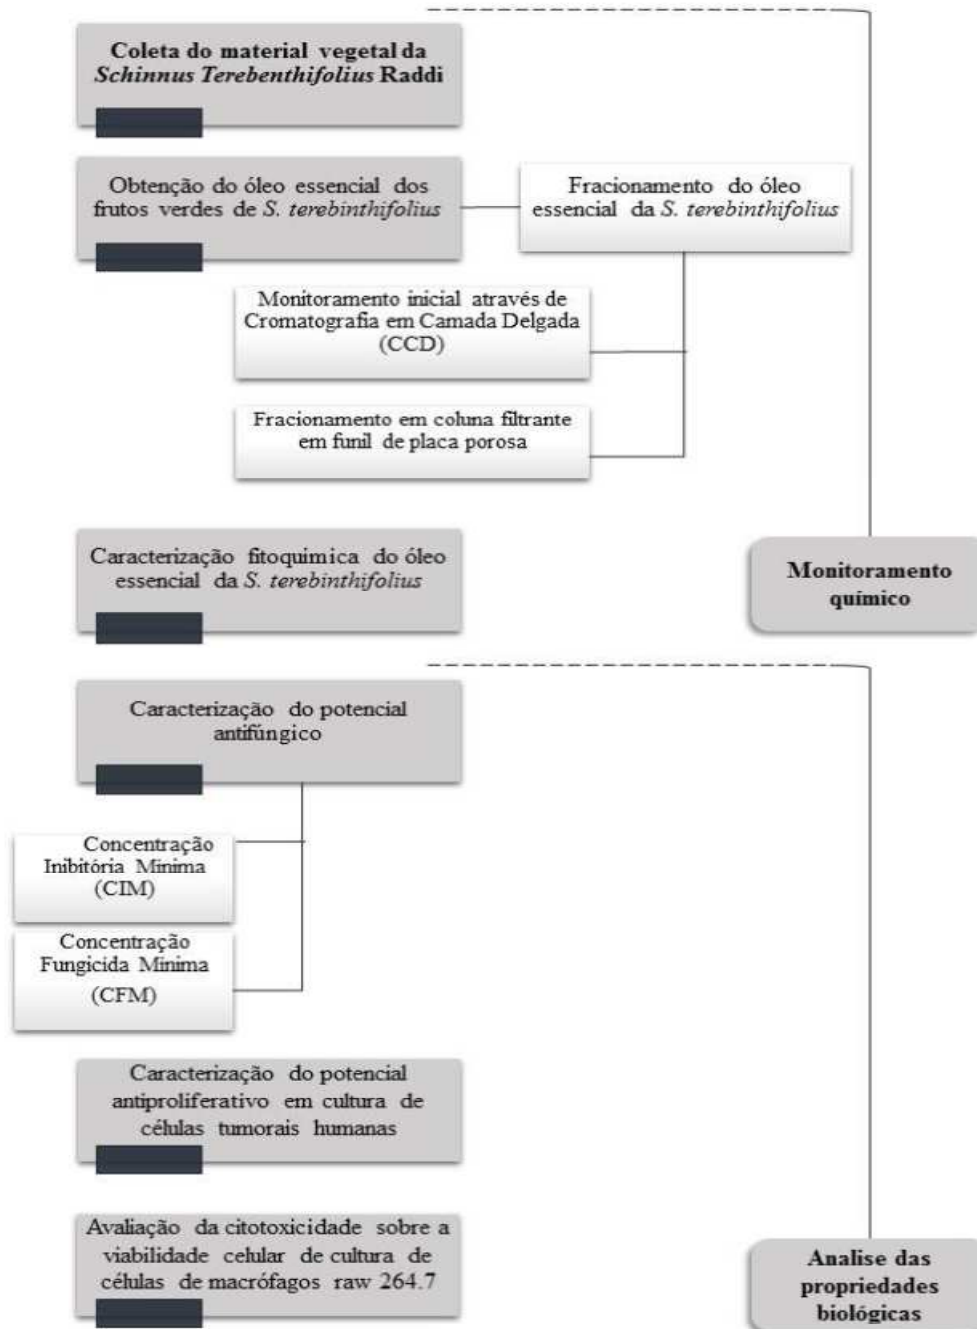 Coleta do material vegetal da
Schinnus Terebenthifolius Raddi
Obtenção do óleo essencial dos
frutos verdes de S. terebinthifolius
Fracionamento do óleo
essencial da S. terebinthifolius
Monitoramento inicial através de
Cromatografia em Camada Delgada
(CCD)
Fracionamento em coluna filtrante
em funil de placa porosa
Caracterização fitoquimica do óleo
essencial da S. terebinthifolius
Monitoramento
químico
Caracterização do potencial
antifúngico
Concentração
Inibitória Mínima
(CIM)
Concentração
Fungicida Mínima
(CFM)
Caracterização do potencial
antiproliferativo em cultura de
células tumorais humanas
Avaliação da citotoxicidade sobre a
viabilidade celular de cultura de
células de macrófagos raw 264.7
Analise das
propriedades
biológicas